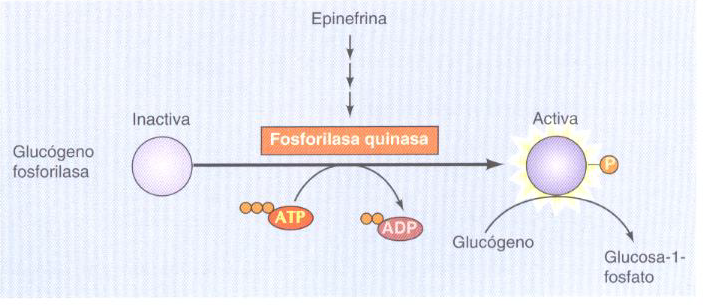 Epinefrina
Inactiva
Activa
Fosforilasa quinasa
Glucógeno
fosforilasa
P
ATP
ADP
Glucógeno
Glucosa-1-
fosfato